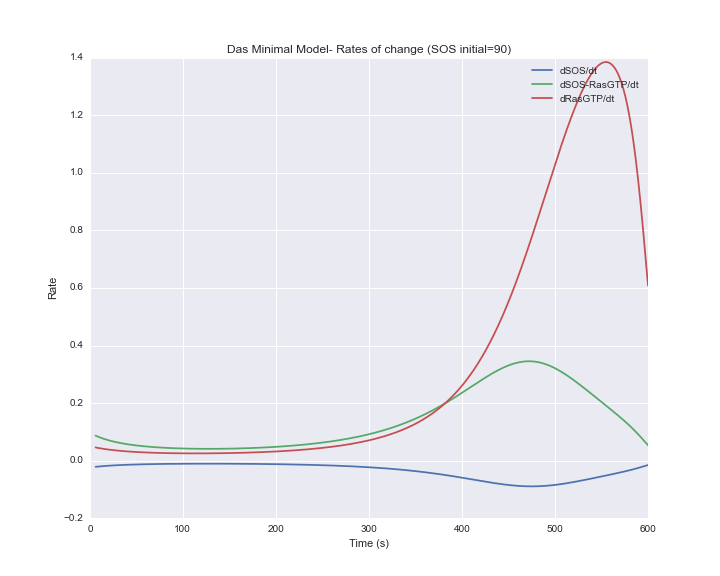 Das Minimal Model- Rates of change (SOS initial=90)
1.4
1.2
1.0
0.8
0.6
0.4
0.2
0.0
−0.2
Rate
dSOS/dt
dSOS-RasGTP/dt
dRasGTP/dt
0 100 200 300 400 500 600
Time (s)